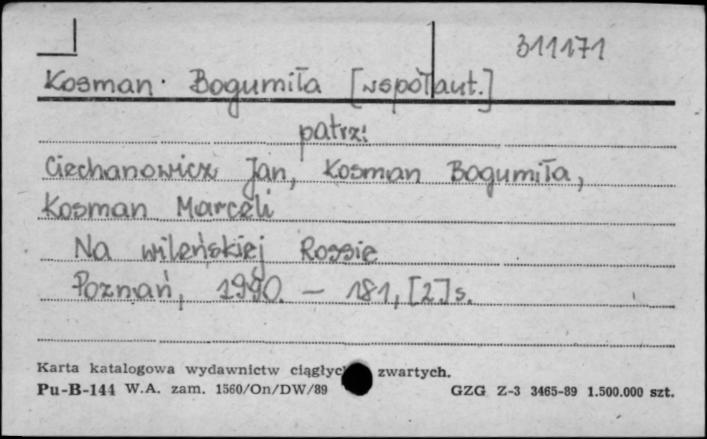 311171
Kosman Bogumiła [współaut.]
patrz:
Ciechanowicz Jan, Kosman Bogumiła,
Kosman Marceli
Na wileńskiej Rossie
Poznań, 1990. – 181, [2] s.
Karta katalogowa wydawnictw ciągłyc zwartych.
Pu-B-144 W.A. zam. 1560/On/DW/89 GZG Z-3 3465-89 1.500.000 szt.